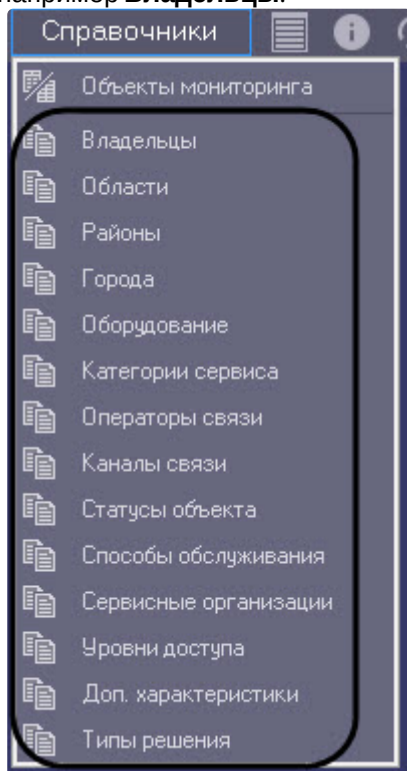 например Владельцы.
Справочники
Объекты мониторинга
Владельцы
Области
Районы
Города
Оборудование
Категории сервиса
Операторы связи
Каналы связи
Статусы объекта
Способы обслуживания
Сервисные организации
Уровни доступа
Доп. характеристики
Типы решения